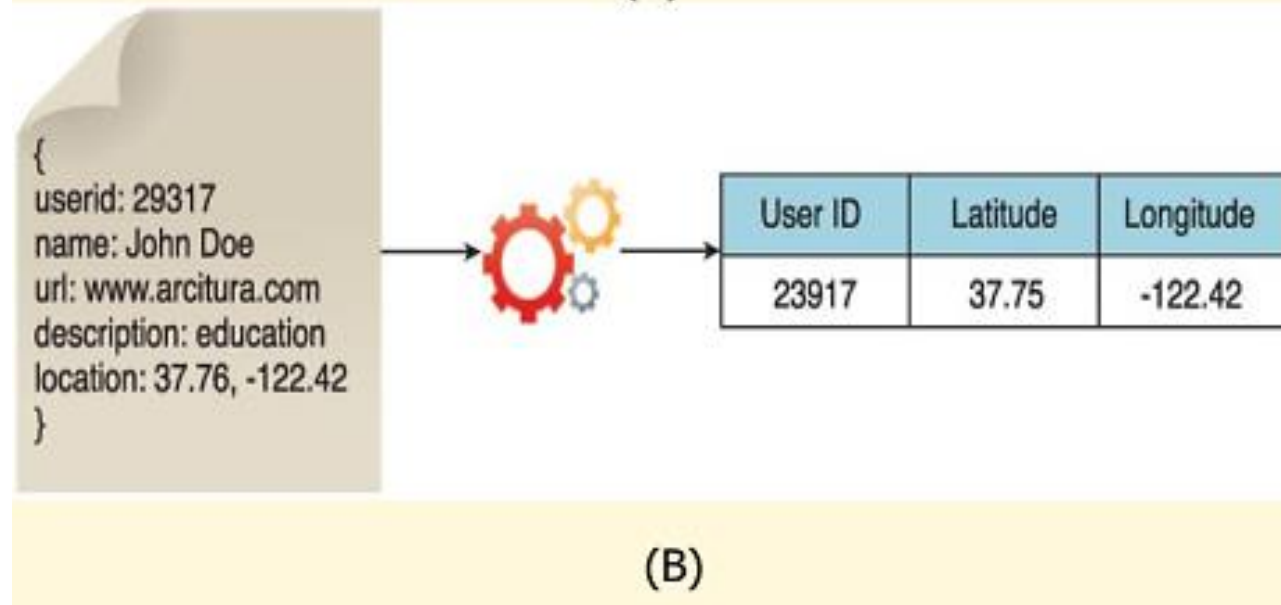 {
userid: 29317
name: John Doe
url: www.arcitura.com
description: education
location: 37.76, -122.42
}
User ID Latitude Longitude
23917 37.75 -122.42
(B)